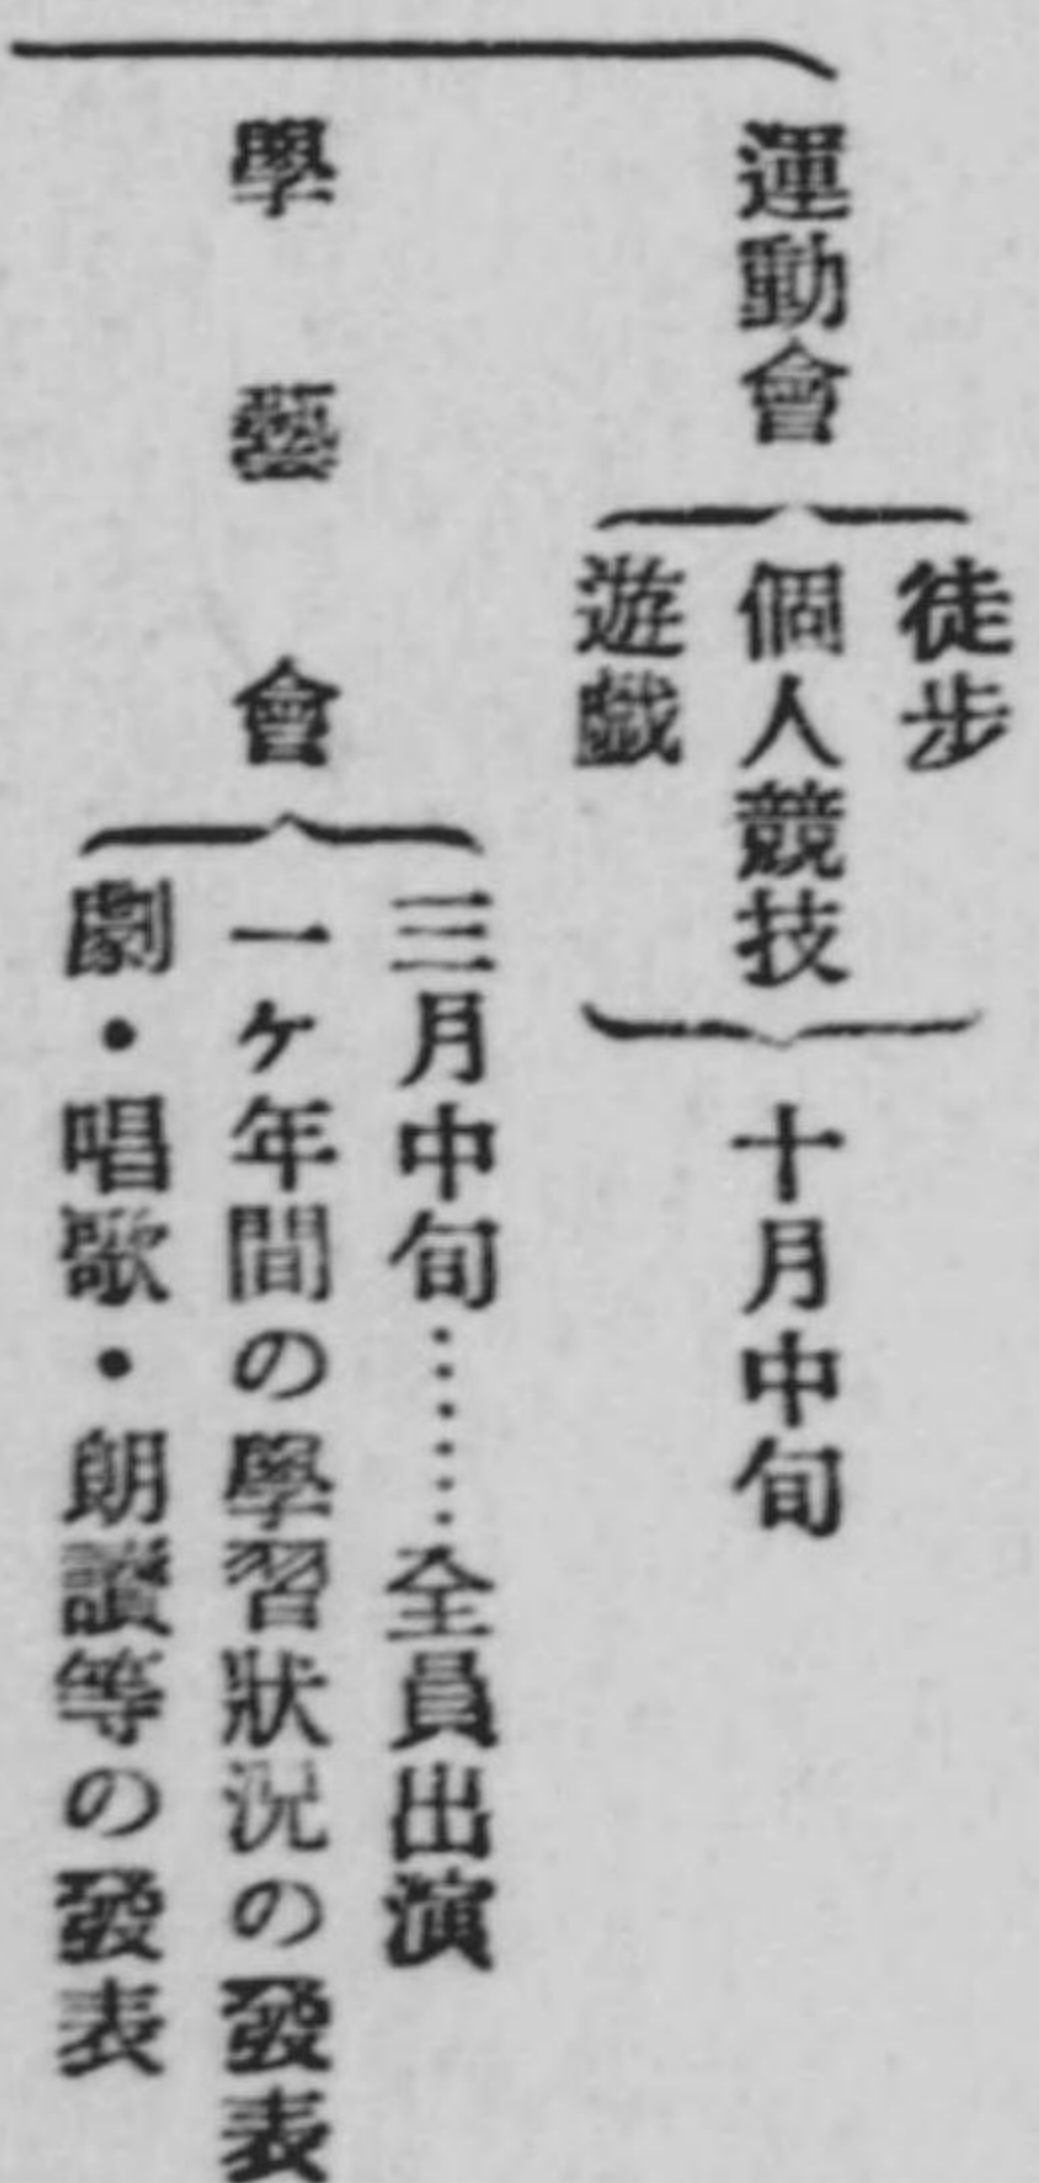 運動會
徒步
個人競技
遊戯
十月中旬
學藝會
三月中旬……全員出演
一ヶ年間の學習狀況の發表
劇・唱歌・朗讀等の發表